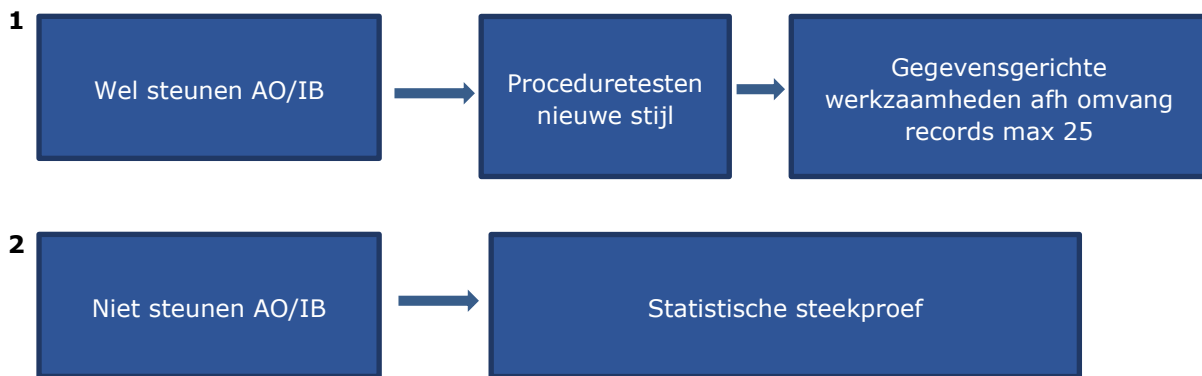 1
Wel steunen AO/IB
Proceduretesten
nieuwe stijl
Gegevensgerichte
werkzaamheden afh omvang
records max 25
2
Niet steunen AO/IB
Statistische steekproef